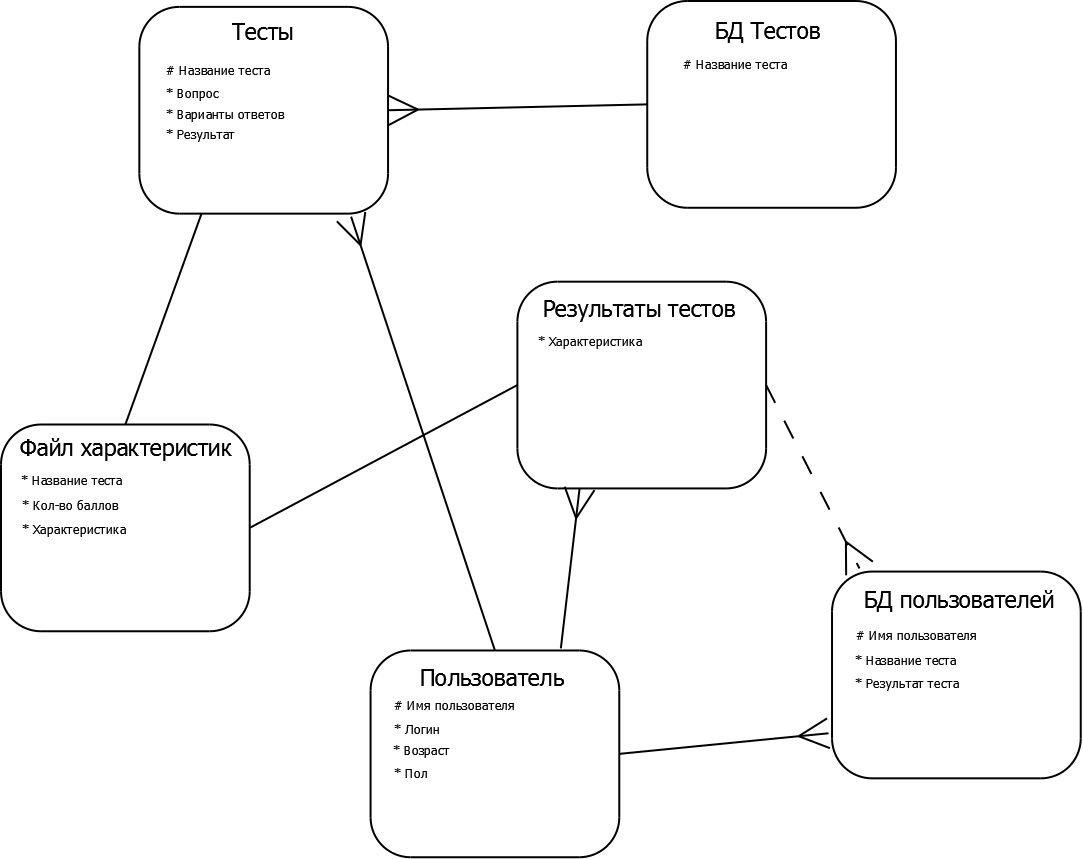 Тесты
# Название теста
* Вопрос
* Варианты ответов
* Результат
БД Тестов
# Название теста
Результаты тестов
* Характеристика
Файл характеристик
* Название теста
* Кол-во баллов
* Характеристика
БД пользователей
# Имя пользователя
* Название теста
* Результат теста
Пользователь
# Имя пользователя
* Логин
* Возраст
* Пол